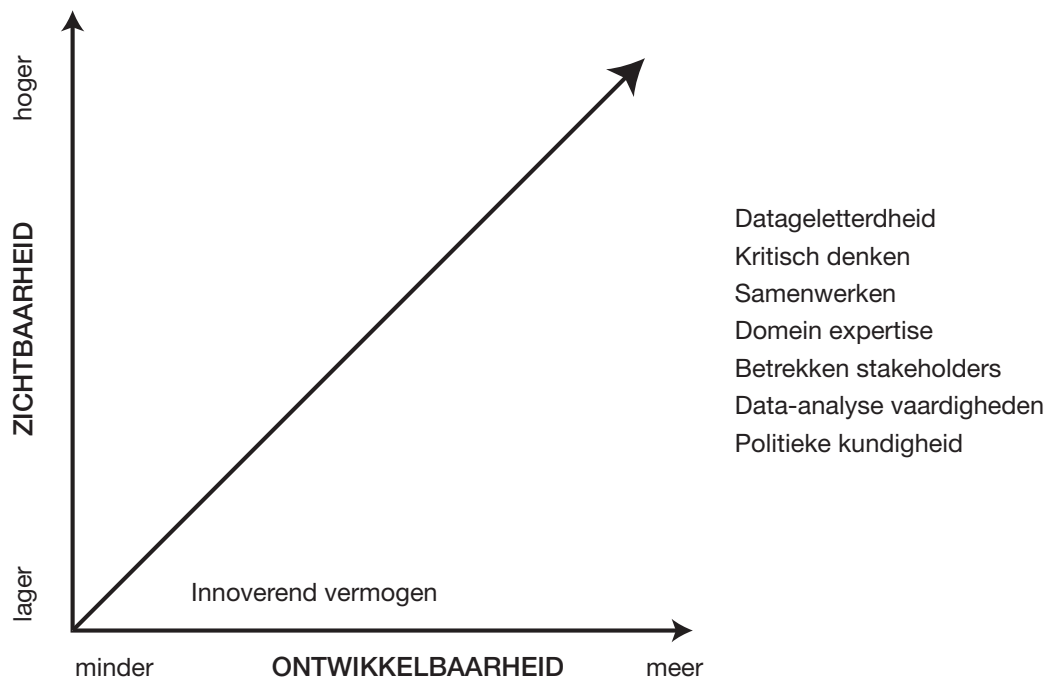 hoger
ZICHTBAARHEID
lager
Datageletterdheid
Kritisch denken
Samenwerken
Domein expertise
Betrekken stakeholders
Data-analyse vaardigheden
Politieke kundigheid
Innoverend vermogen
minder
ONTWIKKELBAARHEID
meer